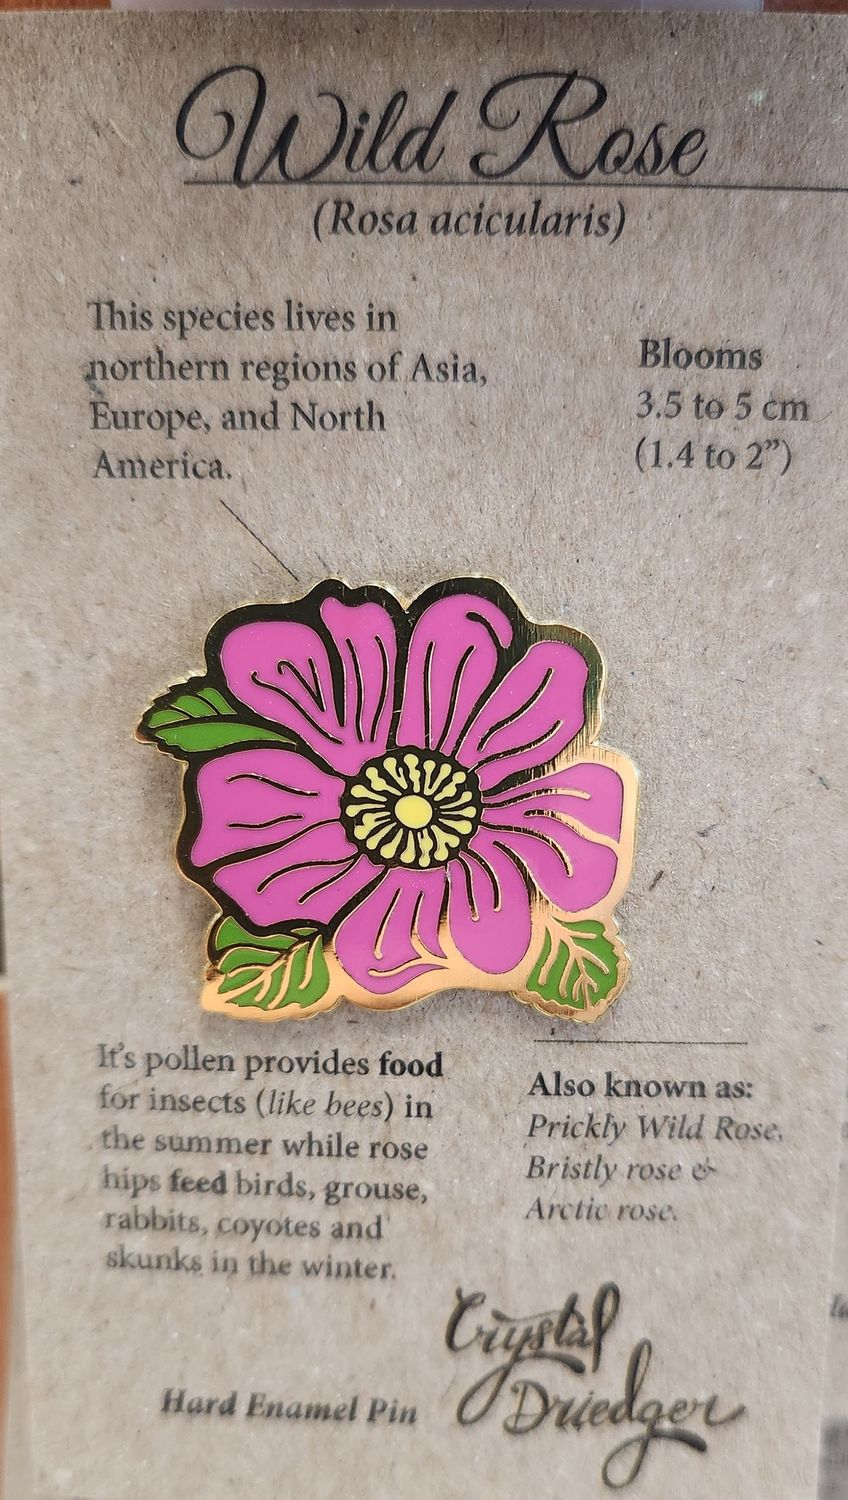 Wild Rose
(Rosa acicularis)
This species lives in
northern regions of Asia,
Europe, and North
America.
Blooms
3.5 to 5 cm
(1.4 to 2”)
It's pollen provides food
for insects (like bees) in
the summer while rose
hips feed birds, grouse,
rabbits, coyotes and
skunks in the winter.
Also known as:
Prickly Wild Rose,
Bristly rose &
Arctic rose.
Hard Enamel Pin
Crystal
Driedger